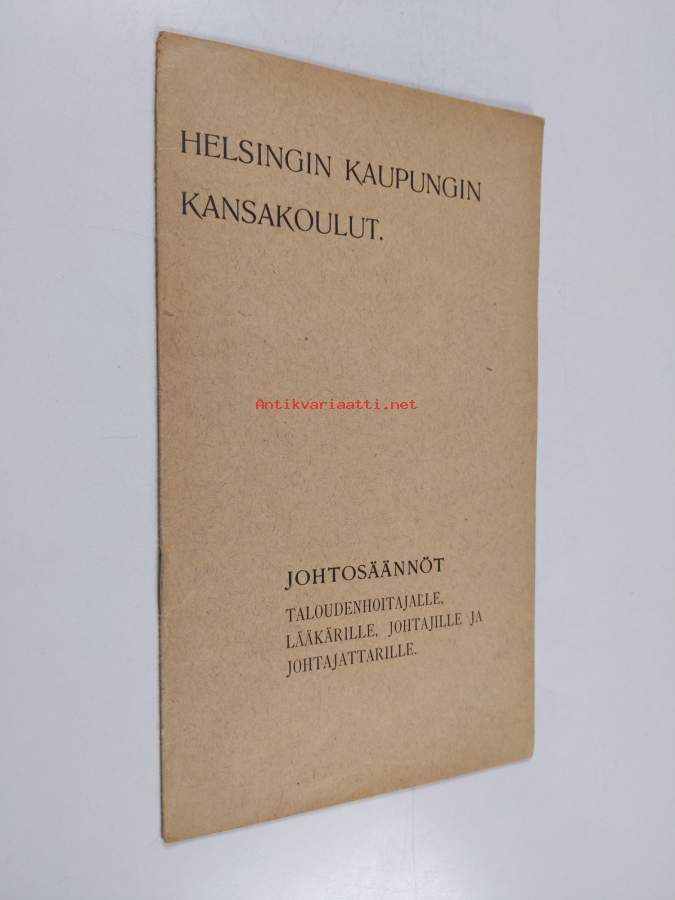 HELSINGIN KAUPUNGIN
KANSAKOULUT.
Antikvariaatti.net
JOHTOSÄÄNNÖT
TALOUDENHOITAJALLE,
LÄÄKÄRILLE, JOHTAJILLE JA
JOHTAJATTARILLE.